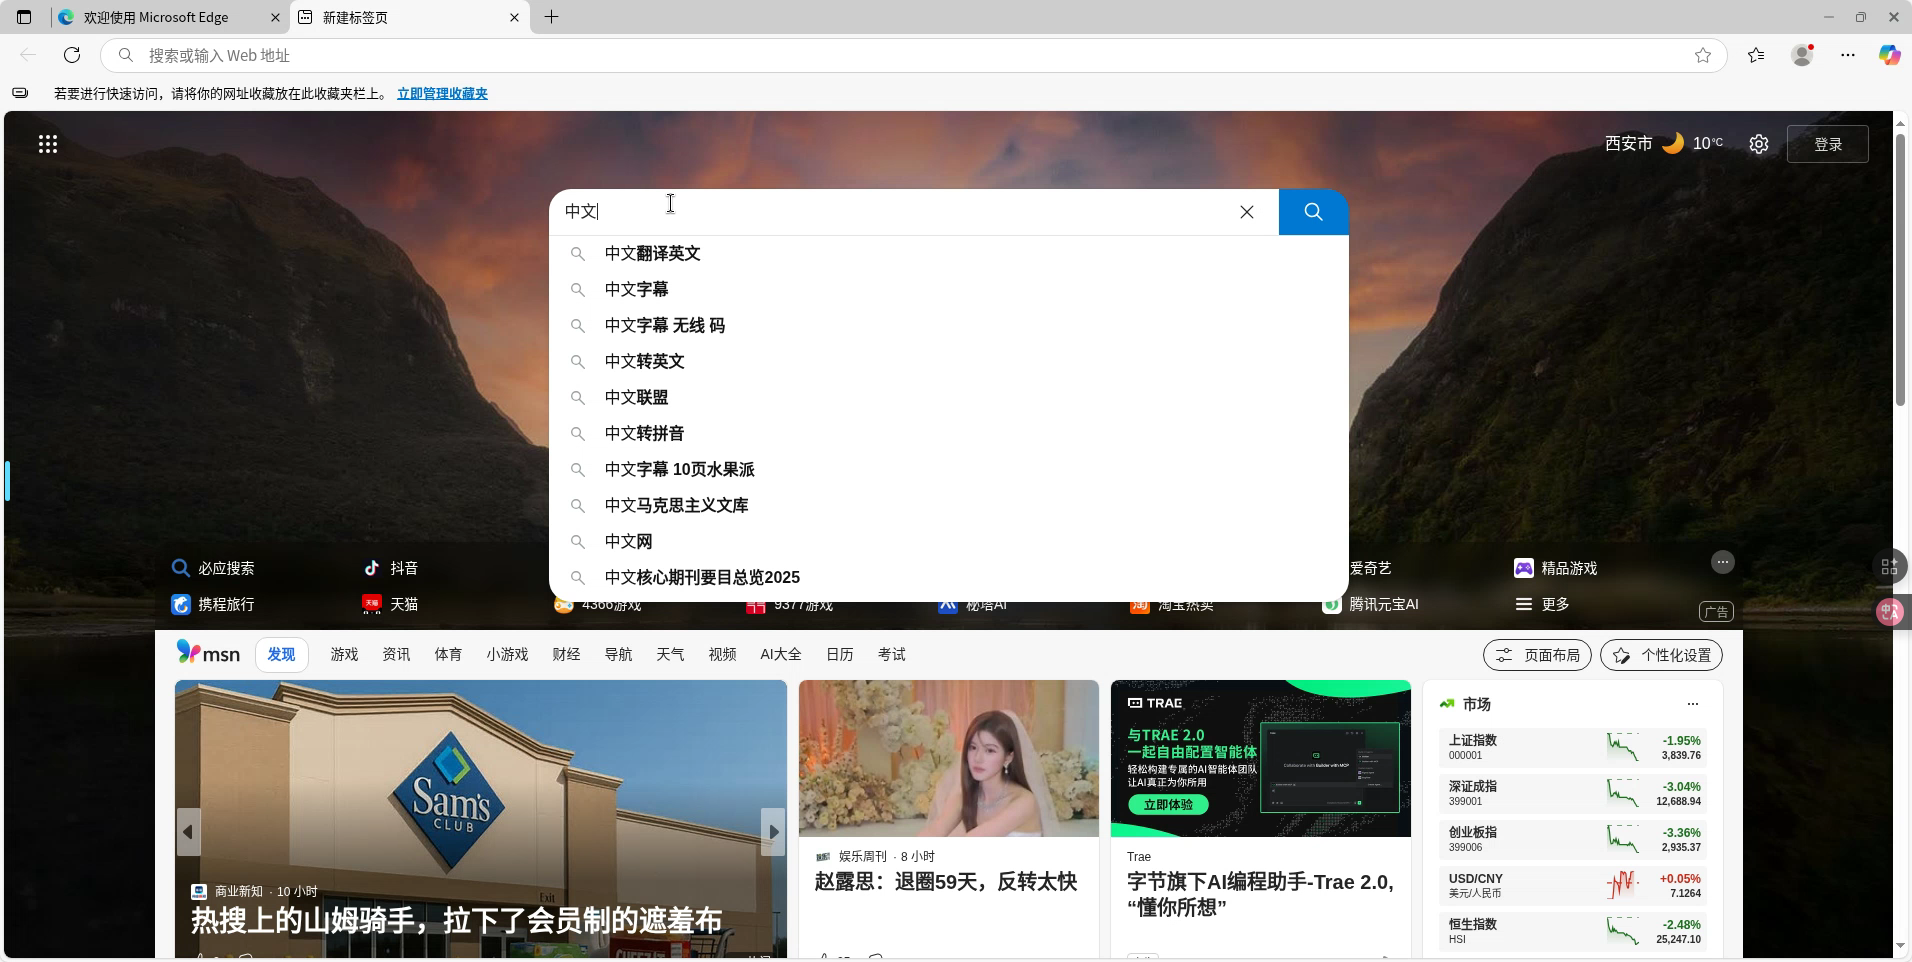 欢迎使用 Microsoft Edge
新建标签页
搜索或输入 Web 地址
若要进行快速访问，请将你的网址收藏放在此收藏夹栏上。 立即管理收藏夹
西安市 10°C
登录
中文
中文翻译英文
中文字幕
中文字幕 无线 码
中文转英文
中文联盟
中文转拼音
中文字幕 10页水果派
中文马克思主义文库
中文网
中文核心期刊要目总览2025
必应搜索 抖音 爱奇艺 精品游戏
携程旅行 天猫 4366游戏 9377游戏 秘塔AI 淘宝热卖 腾讯元宝AI 更多
广告
msn 发现 游戏 资讯 体育 小游戏 财经 导航 天气 视频 AI大全 日历 考试
页面布局 个性化设置
Sam's
CLUB
Exit
商业新知 · 10 小时
热搜上的山姆骑手，拉下了会员制的遮羞布
娱乐周刊 · 8 小时
赵露思：退圈59天，反转太快
TRAE
与TRAE 2.0
一起自由配置智能体
轻松构建专属的AI智能体团队
让AI真正为你所用
立即体验
Collaborate with Builder with MCP
Trae
字节旗下AI编程助手-Trae 2.0,
“懂你所想”
市场
上证指数 -1.95%
000001 3,839.76
深证成指 -3.04%
399001 12,688.94
创业板指 -3.36%
399006 2,935.37
USD/CNY +0.05%
美元/人民币 7.1264
恒生指数 -2.48%
HSI 25,247.10